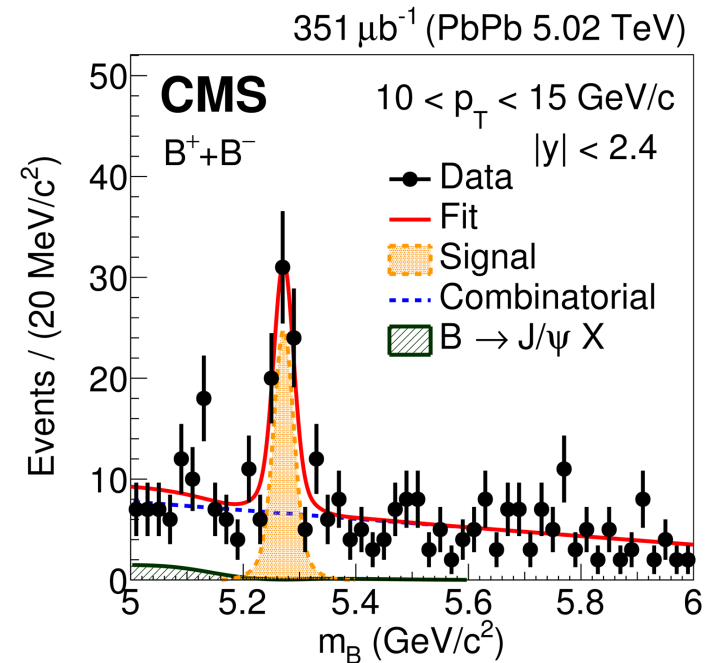 351 μb⁻¹ (PbPb 5.02 TeV)
CMS
10 < p_T < 15 GeV/c
B⁺+B⁻
|y| < 2.4
Data
Fit
Signal
Combinatorial
B → J/ψ X
Events / (20 MeV/c²)
50
40
30
20
10
0
5
5.2
5.4
5.6
5.8
6
m_B (GeV/c²)